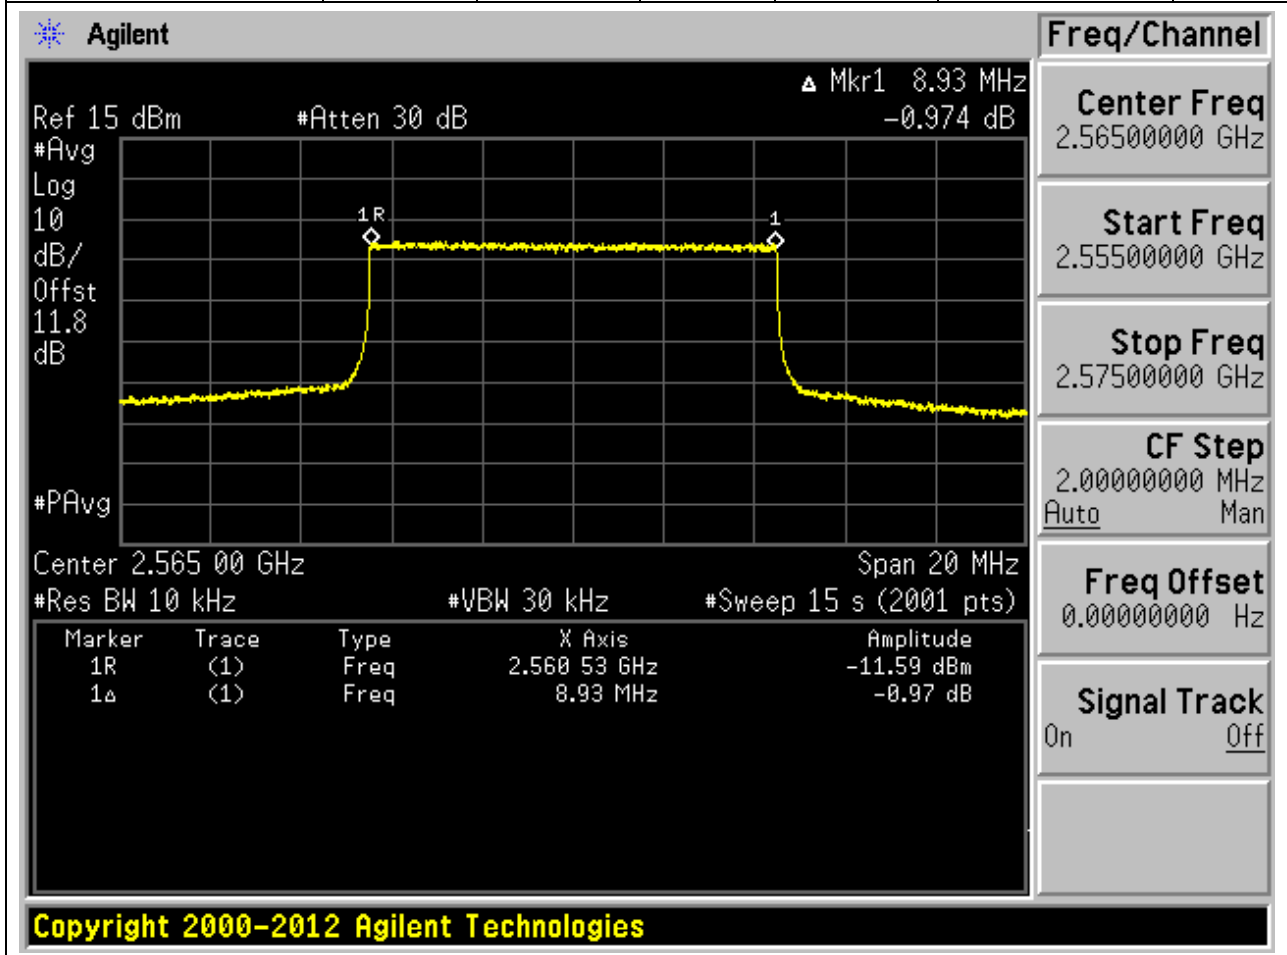 Agilent
Freq/Channel
▵ Mkr1 8.93 MHz
Ref 15 dBm #Atten 30 dB -0.974 dB
#Avg
Log
10
dB/
Offst
11.8
dB
1R
1
#PAvg
Center 2.565 00 GHz Span 20 MHz
#Res BW 10 kHz #VBW 30 kHz #Sweep 15 s (2001 pts)
Marker Trace Type X Axis Amplitude
1R (1) Freq 2.560 53 GHz -11.59 dBm
1▵ (1) Freq 8.93 MHz -0.97 dB
Center Freq
2.56500000 GHz
Start Freq
2.55500000 GHz
Stop Freq
2.57500000 GHz
CF Step
2.00000000 MHz
Auto Man
Freq Offset
0.00000000 Hz
Signal Track
On Off
Copyright 2000-2012 Agilent Technologies